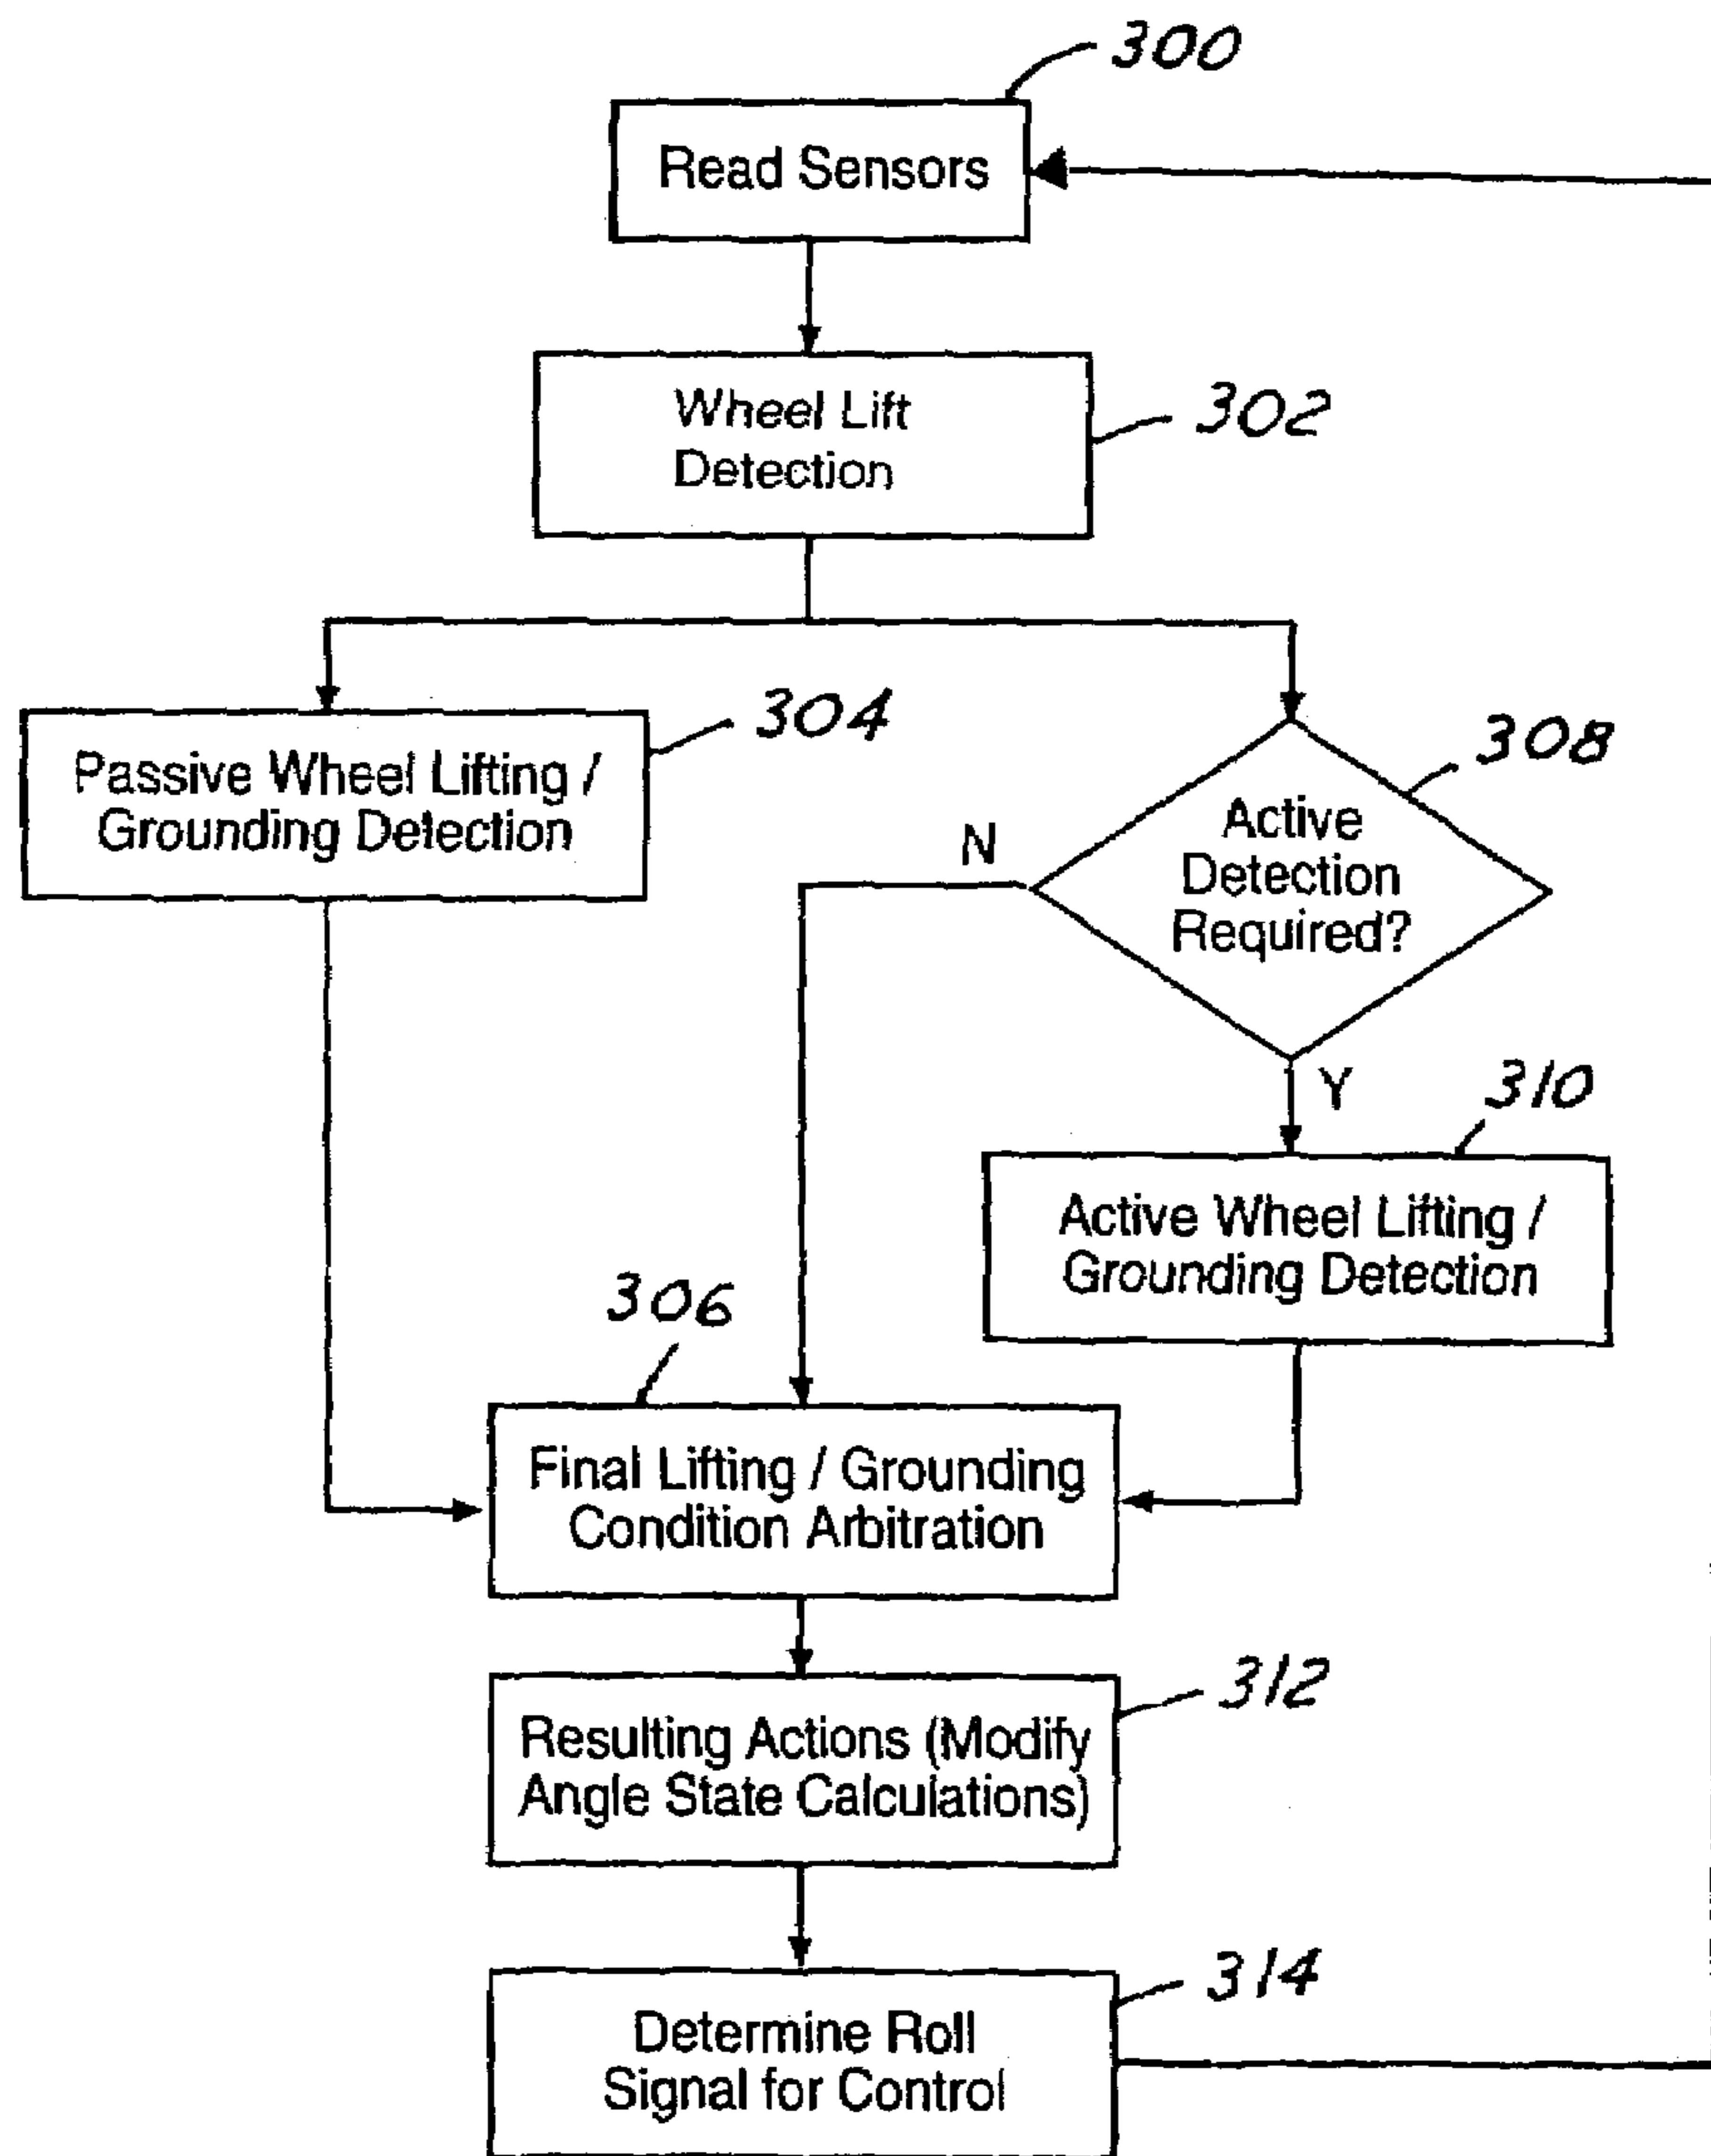 300
Read Sensors
302
Wheel Lift
Detection
304
Passive Wheel Lifting /
Grounding Detection
308
Active
Detection
Required?
N
Y
310
Active Wheel Lifting /
Grounding Detection
306
Final Lifting / Grounding
Condition Arbitration
312
Resulting Actions (Modify
Angle State Calculations)
314
Determine Roll
Signal for Control